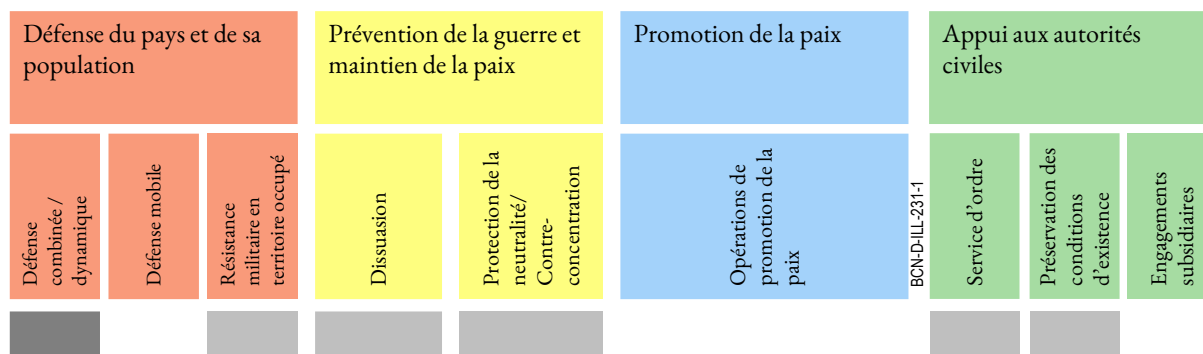 Défense du pays et de sa
population
Prévention de la guerre et
maintien de la paix
Promotion de la paix
Appui aux autorités
civiles
Défense
combinée /
dynamique
Défense mobile
Résistance
militaire en
territoire occupé
Dissuasion
Protection de la
neutralité/
Contre-
concentration
Opérations de
promotion de la
paix
BCN-D-ILL-231-1
Service d’ordre
Préservation des
conditions
d’existence
Engagements
subsidiaires